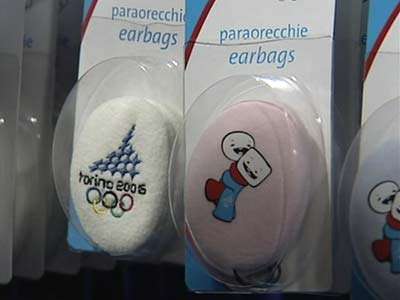 paraorecchie
earbags
paraorecchie
earbags
torino 2006